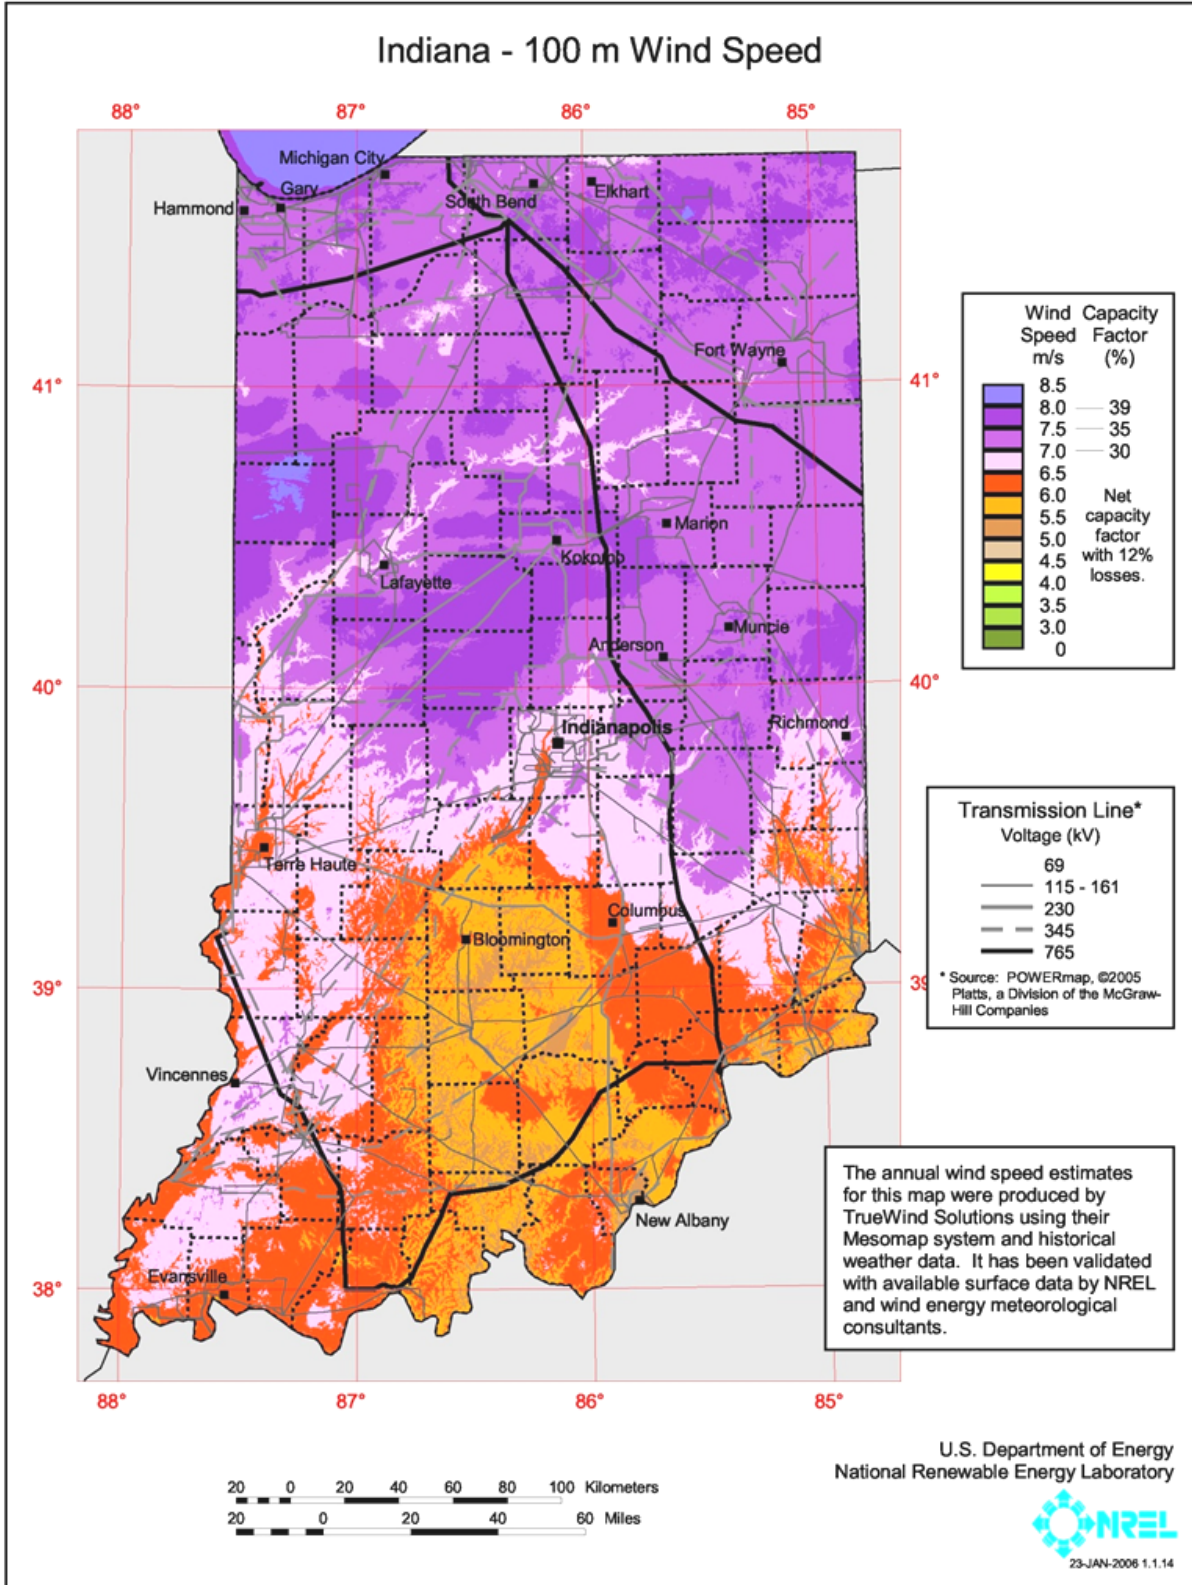 Indiana - 100 m Wind Speed
88° 87° 86° 85°
Michigan City
Gary
Hammond
South Bend
Elkhart
Fort Wayne
41° 41°
Marion
Kokomo
Lafayette
Muncie
Anderson
40° 40°
Richmond
Indianapolis
Terre Haute
Columbus
Bloomington
39° 39
Vincennes
New Albany
Evansville
38°
88° 87° 86° 85°
Wind Capacity
Speed Factor
m/s (%)
8.5
8.0 39
7.5 35
7.0 30
6.5
6.0
5.5
5.0
4.5
4.0
3.5
3.0
0
Net
capacity
factor
with 12%
losses.
Transmission Line*
Voltage (kV)
69
115 - 161
230
345
765
* Source: POWERmap, ©2005
Platts, a Division of the McGraw-
Hill Companies
The annual wind speed estimates
for this map were produced by
TrueWind Solutions using their
Mesomap system and historical
weather data. It has been validated
with available surface data by NREL
and wind energy meteorological
consultants.
20 0 20 40 60 80 100 Kilometers
20 0 20 40 60 Miles
U.S. Department of Energy
National Renewable Energy Laboratory
NREL
23-JAN-2006 1.1.14